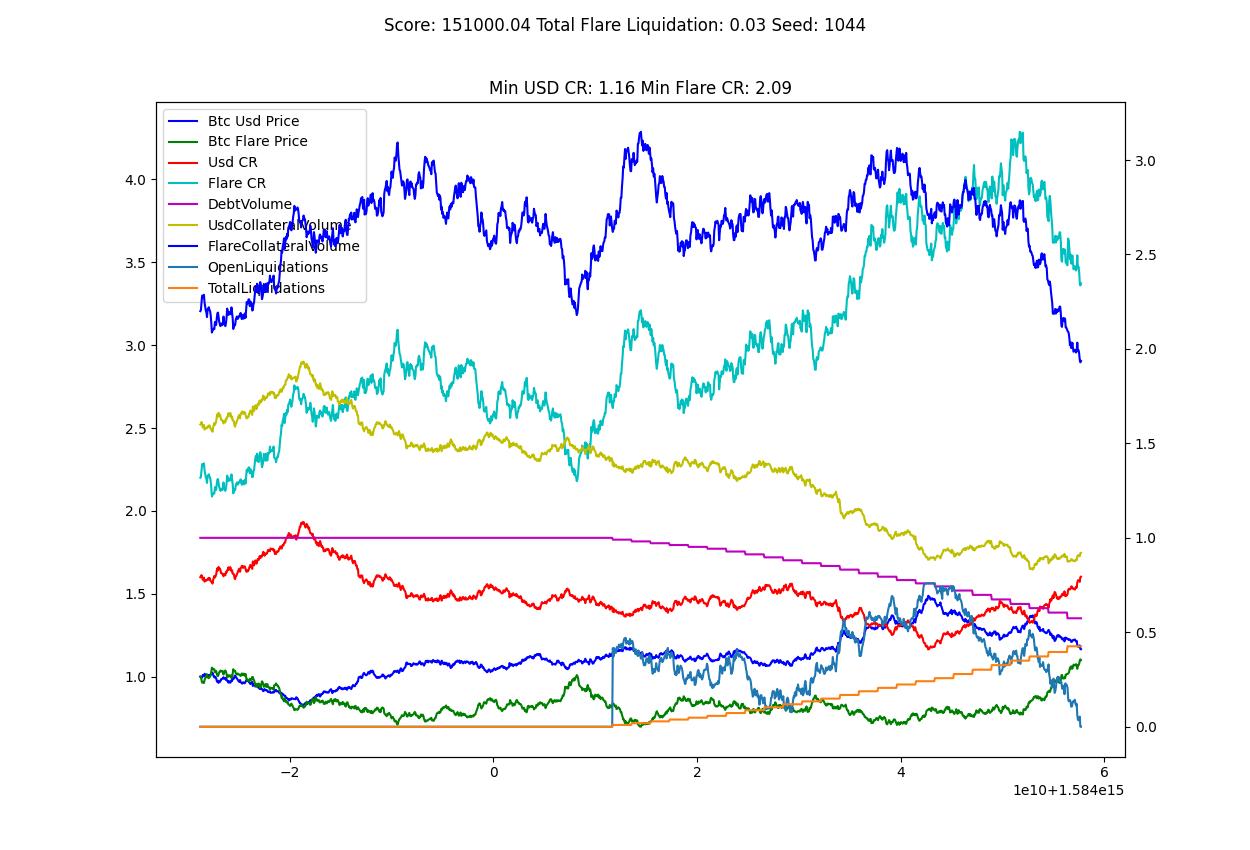 Score: 151000.04 Total Flare Liquidation: 0.03 Seed: 1044
Min USD CR: 1.16 Min Flare CR: 2.09
Btc Usd Price
Btc Flare Price
Usd CR
Flare CR
DebtVolume
UsdCollateralVolume
FlareCollateralVolume
OpenLiquidations
TotalLiquidations
4.0
3.5
3.0
2.5
2.0
1.5
1.0
3.0
2.5
2.0
1.5
1.0
0.5
0.0
−2
0
2
4
6
1e10+1.584e15